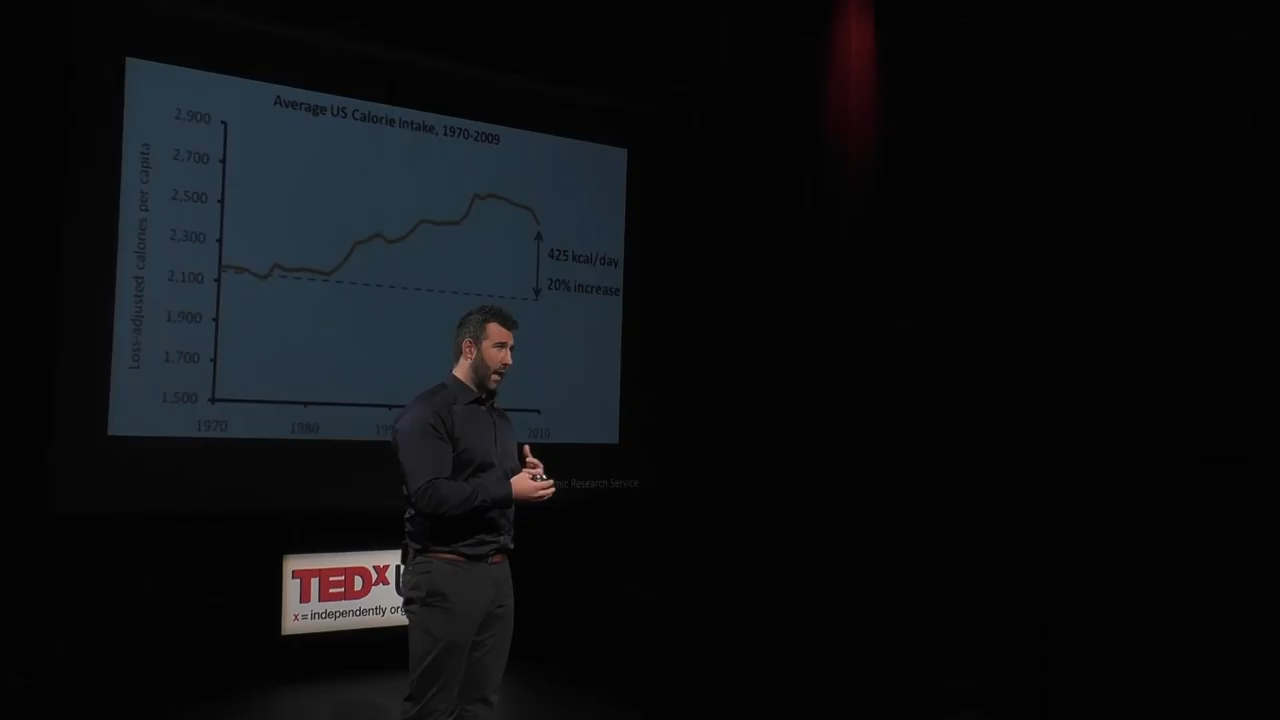 Average US Calorie Intake, 1970-2009
Loss-adjusted calories per capita
2,900
2,700
2,500
2,300
2,100
1,900
1,700
1,500
425 kcal/day
20% increase
1970
1980
2010
Research Service
TEDx
x = independently